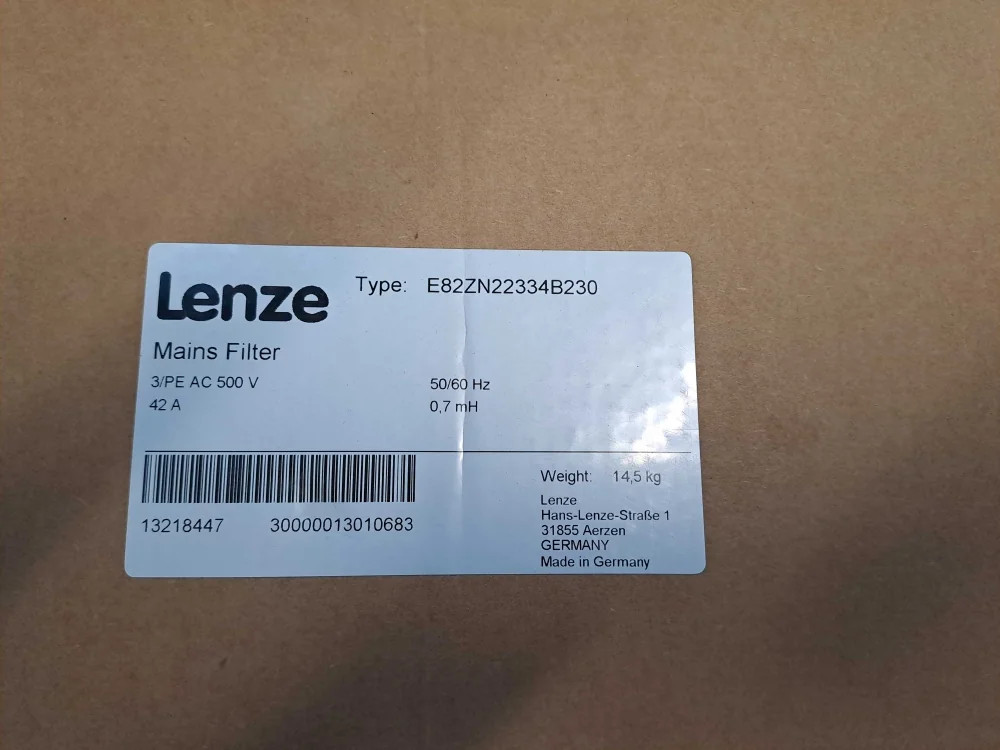 Lenze Type: E82ZN22334B230
Mains Filter
3/PE AC 500 V 50/60 Hz
42 A 0,7 mH
Weight: 14,5 kg
13218447 30000013010683
Lenze
Hans-Lenze-Straße 1
31855 Aerzen
GERMANY
Made in Germany